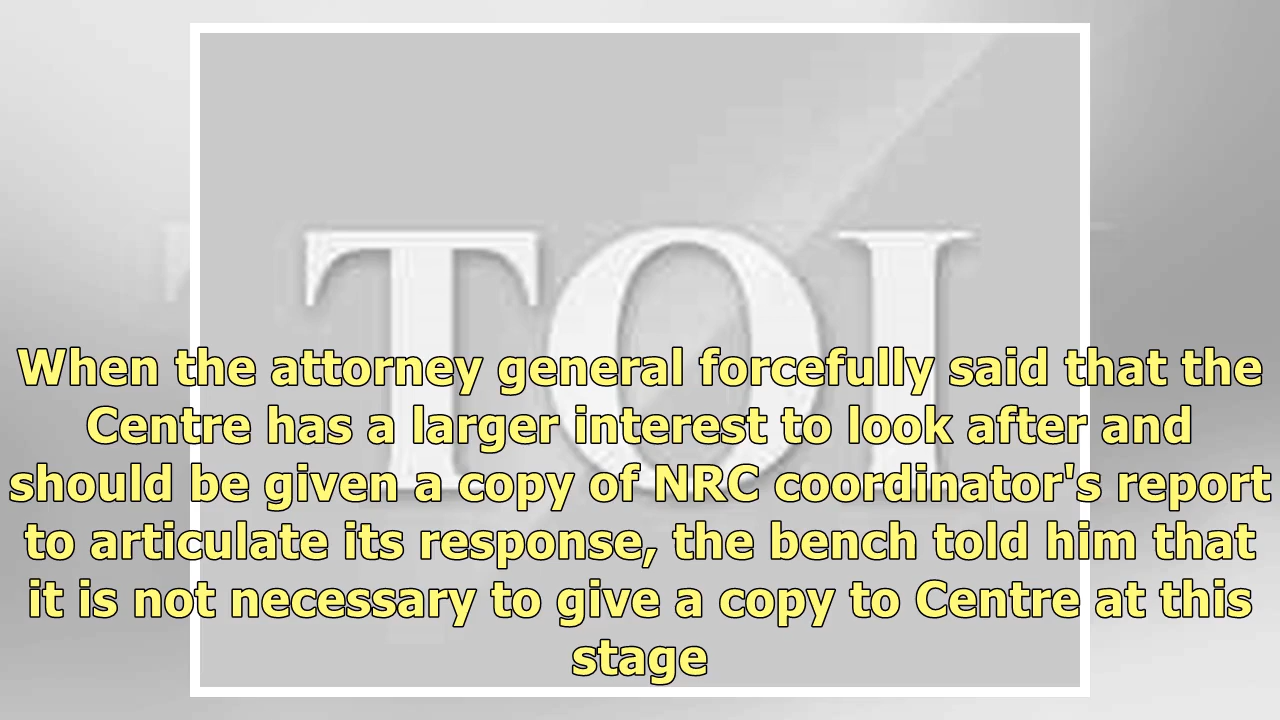 TOI
When the attorney general forcefully said that the
Centre has a larger interest to look after and
should be given a copy of NRC coordinator's report
to articulate its response, the bench told him that
it is not necessary to give a copy to Centre at this
stage